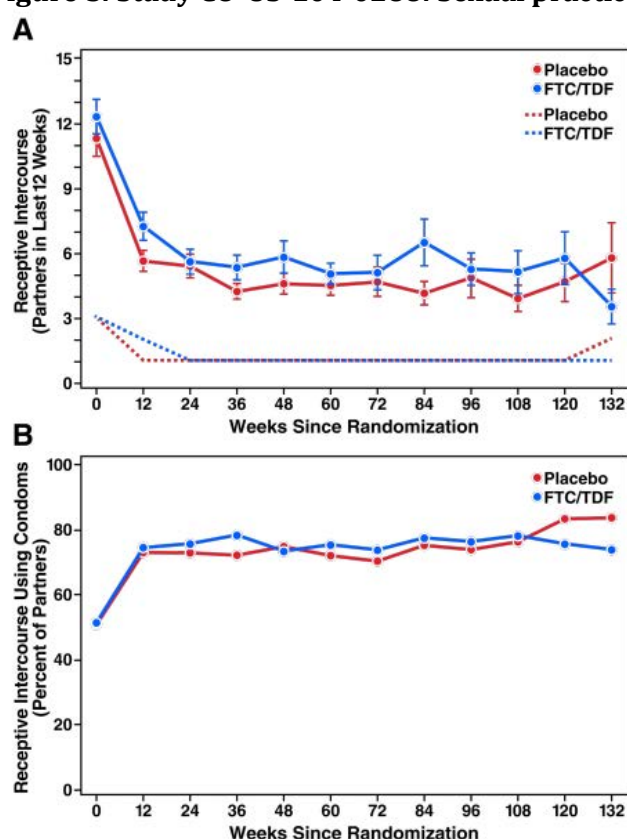 A
Placebo
FTC/TDF
Placebo
FTC/TDF
Receptive Intercourse
(Partners in Last 12 Weeks)
15
12
9
6
3
0
0 12 24 36 48 60 72 84 96 108 120 132
Weeks Since Randomization
B
Placebo
FTC/TDF
Receptive Intercourse Using Condoms
(Percent of Partners)
100
80
60
40
20
0
0 12 24 36 48 60 72 84 96 108 120 132
Weeks Since Randomization